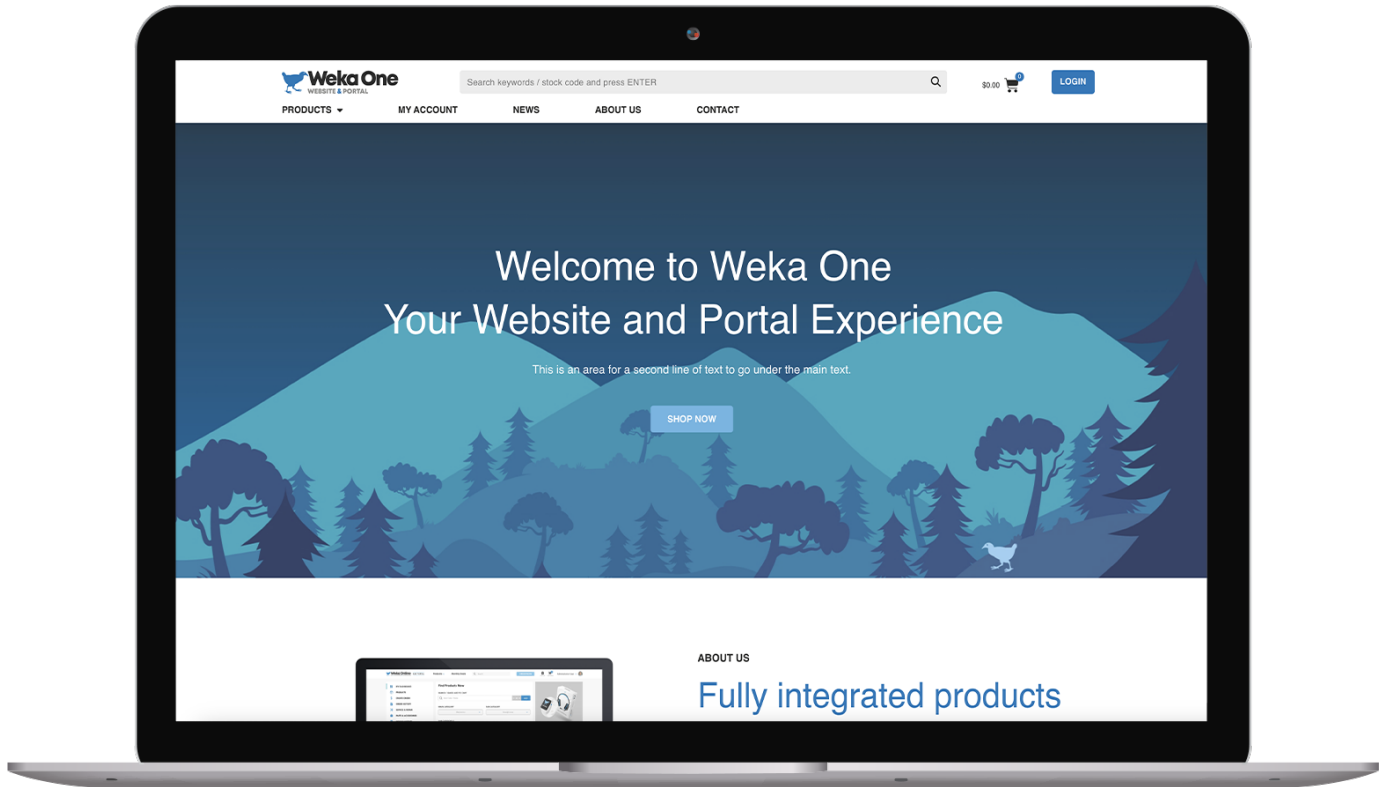 Weka One
WEBSITE & PORTAL
Search keywords / stock code and press ENTER
$0.00
0
LOGIN
PRODUCTS
MY ACCOUNT
NEWS
ABOUT US
CONTACT
Welcome to Weka One
Your Website and Portal Experience
This is an area for a second line of text to go under the main text.
SHOP NOW
ABOUT US
Fully integrated products